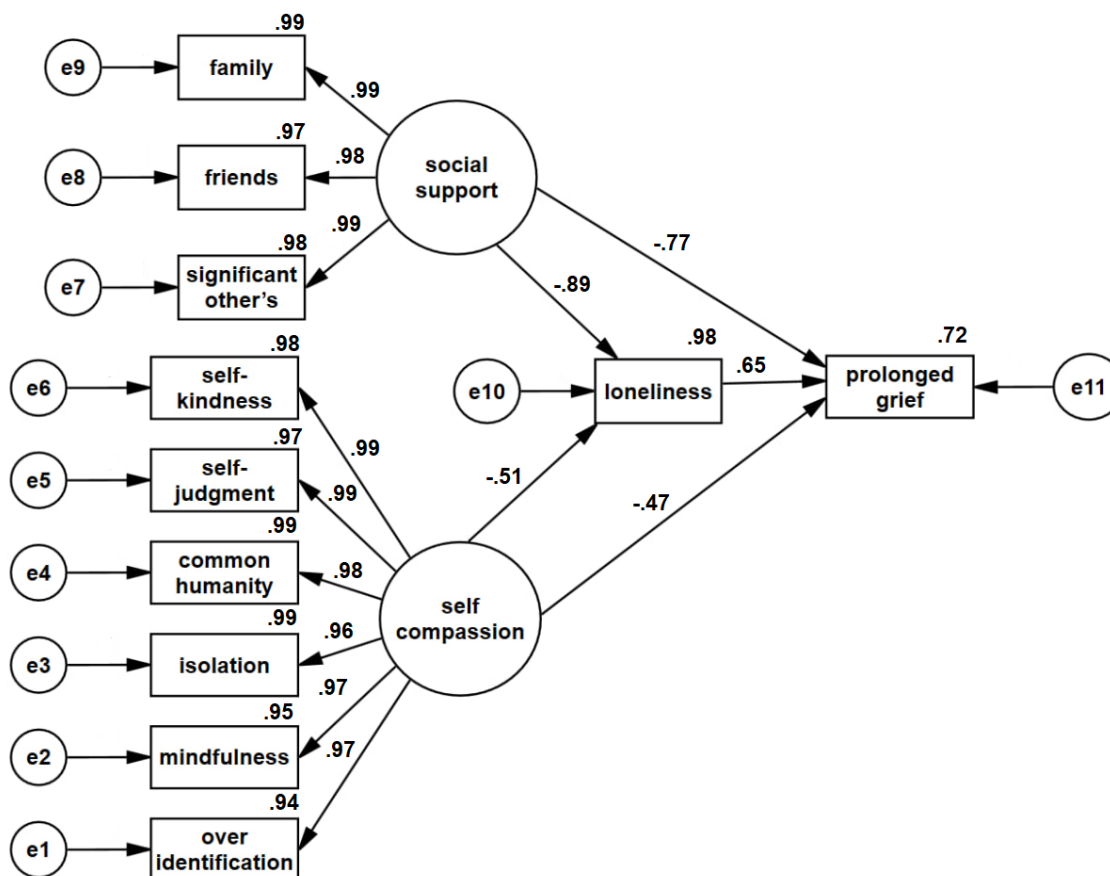 .99
e9
family
.99
.97
e8
friends
.98
social
support
.99
.98
e7
significant
other's
-.77
-.89
.98
e6
self-
kindness
.99
.98
e10
loneliness
.65
.72
prolonged
grief
e11
.97
e5
self-
judgment
.99
-.51
-.47
.99
e4
common
humanity
.98
self
compassion
.99
e3
isolation
.96
.97
.95
e2
mindfulness
.97
.94
e1
over
identification